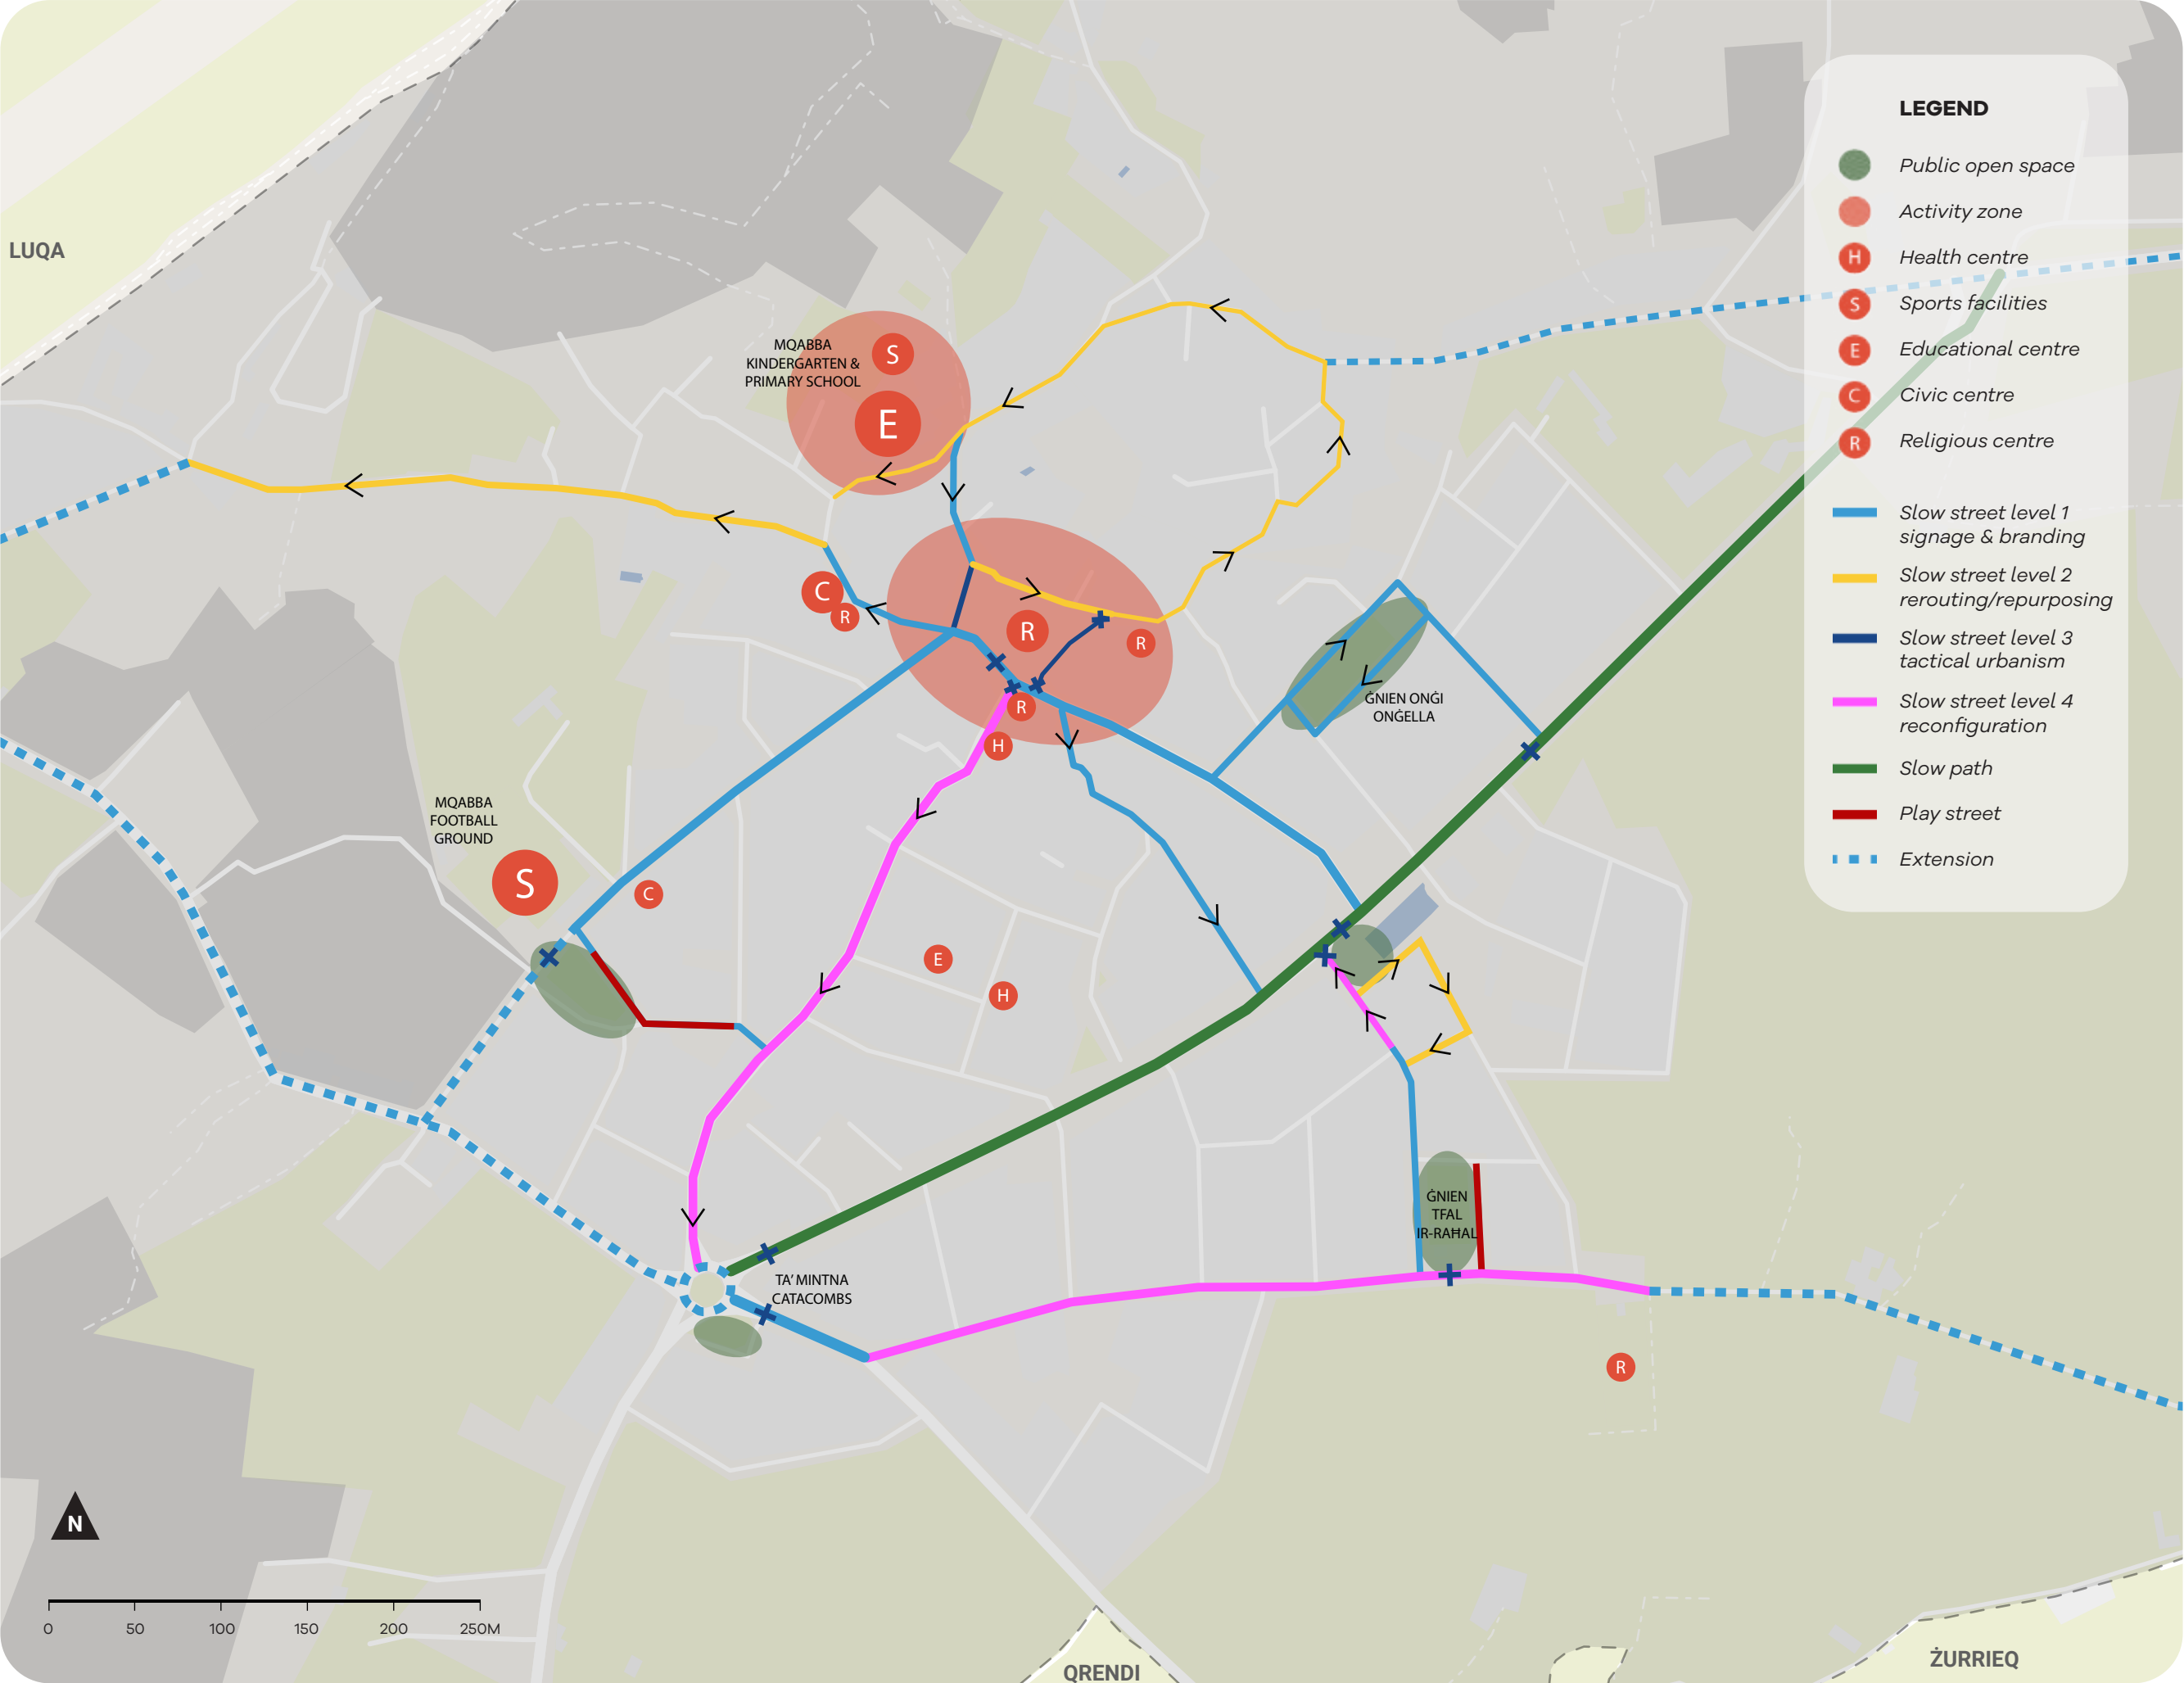 LUQA
MQABBA
KINDERGARTEN &
PRIMARY SCHOOL
S
E
C
R
R
R
R
H
ĠNIEN ONĠI
ONĠELLA
MQABBA
FOOTBALL
GROUND
S
C
E
H
ĠNIEN
TFAL
IR-RAĦAL
TA' MINTNA
CATACOMBS
R
N
0
50
100
150
200
250M
QRENDI
ŻURRIEQ
LEGEND
Public open space
Activity zone
H
Health centre
S
Sports facilities
E
Educational centre
C
Civic centre
R
Religious centre
Slow street level 1
signage & branding
Slow street level 2
rerouting/repurposing
Slow street level 3
tactical urbanism
Slow street level 4
reconfiguration
Slow path
Play street
Extension